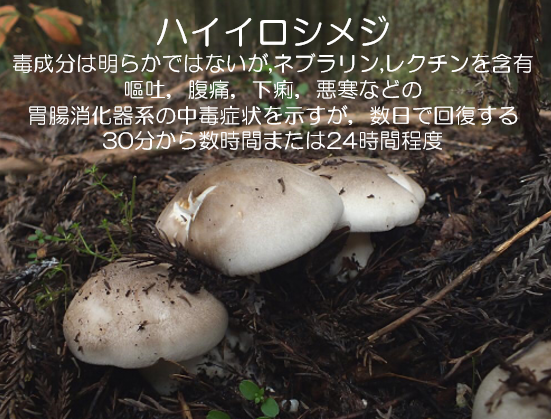 ハイイロシメジ
毒成分は明らかではないが,ネブラリン,レクチンを含有
嘔吐，腹痛，下痢，悪寒などの
胃腸消化器系の中毒症状を示すが，数日で回復する
30分から数時間または24時間程度